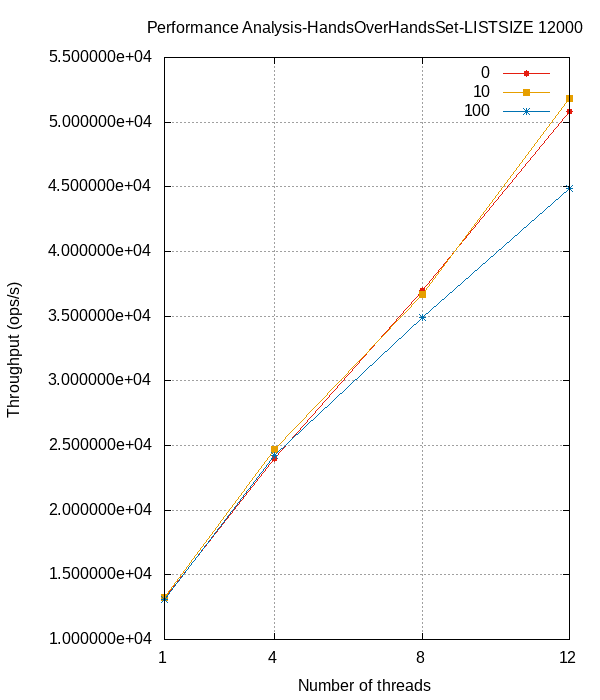 Performance Analysis-HandsOverHandsSet-LISTSIZE 12000
5.500000e+04
0
10
5.000000e+04
100
4.500000e+04
4.000000e+04
3.500000e+04
3.000000e+04
2.500000e+04
2.000000e+04
1.500000e+04
1.000000e+04
Throughput (ops/s)
1 4 8 12
Number of threads